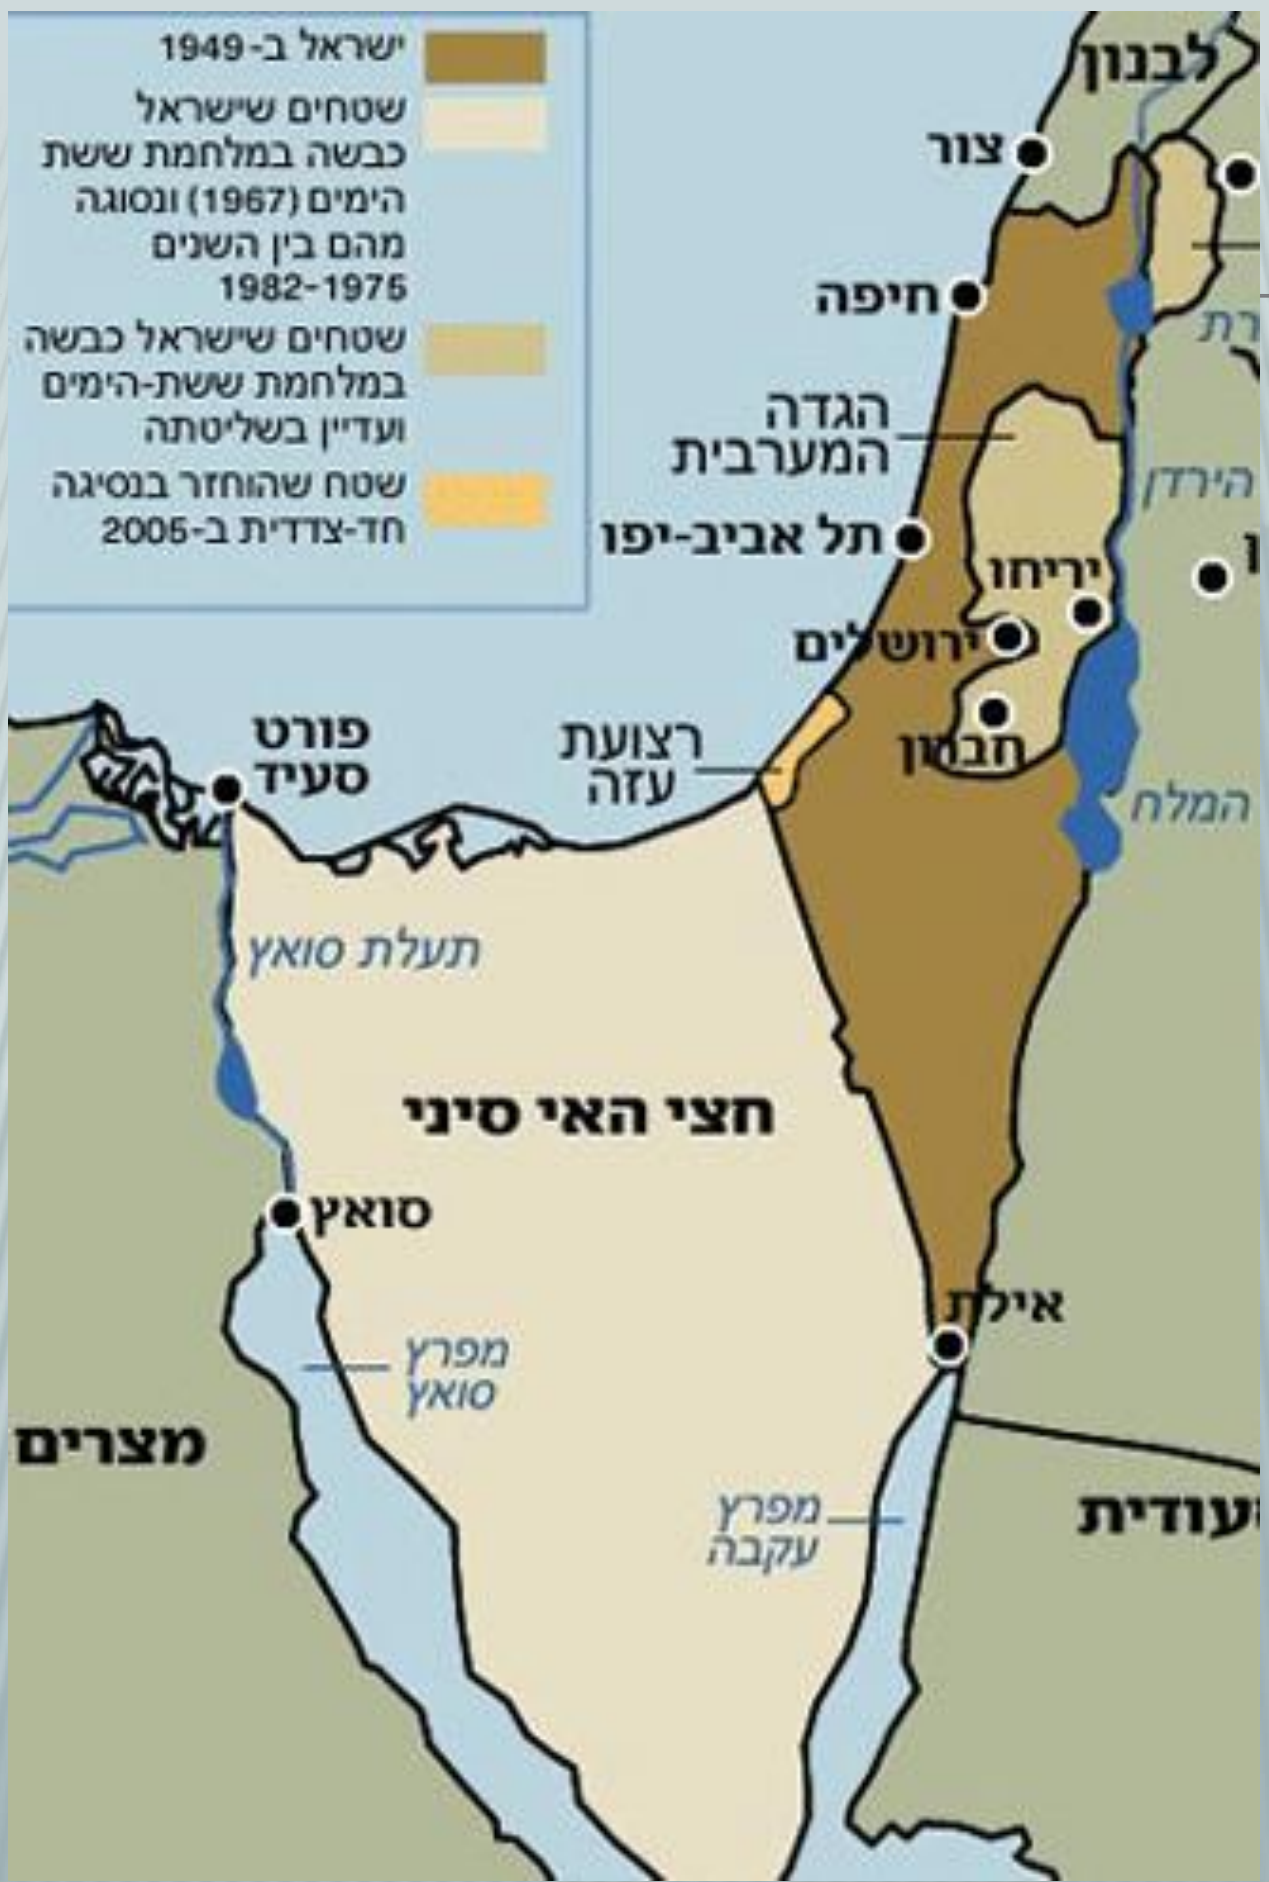 ישראל ב-1949
שטחים שישראל
כבשה במלחמת ששת
הימים (1967) ונסוגה
מהם בין השנים
1982-1975
שטחים שישראל כבשה
במלחמת ששת-הימים
ועדיין בשליטתה
שטח שהוחזר בנסיגה
חד-צדדית ב-2005
לבנון
צור
חיפה
רת
הגדה
המערבית
הירדן
תל אביב-יפו
יריחו
ירושלים
חברון
פורט
סעיד
רצועת
עזה
המלח
תעלת סואץ
חצי האי סיני
סואץ
אילת
מפרץ
סואץ
מצרים
מפרץ
עקבה
עודית